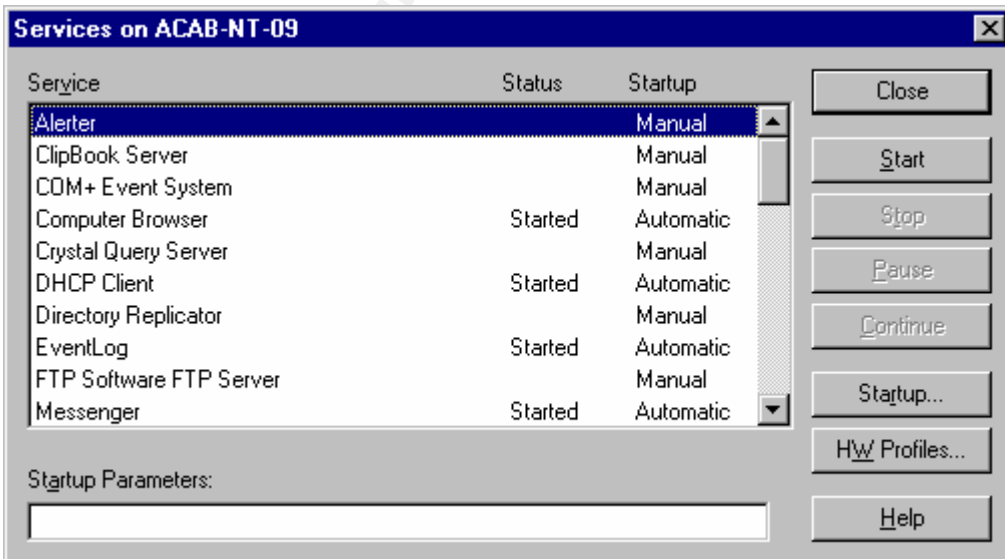 Services on ACAB-NT-09
Service Status Startup
Alerter Manual
ClipBook Server Manual
COM+ Event System Manual
Computer Browser Started Automatic
Crystal Query Server Manual
DHCP Client Started Automatic
Directory Replicator Manual
EventLog Started Automatic
FTP Software FTP Server Manual
Messenger Started Automatic
Startup Parameters:
Close
Start
Stop
Pause
Continue
Startup...
HW Profiles...
Help